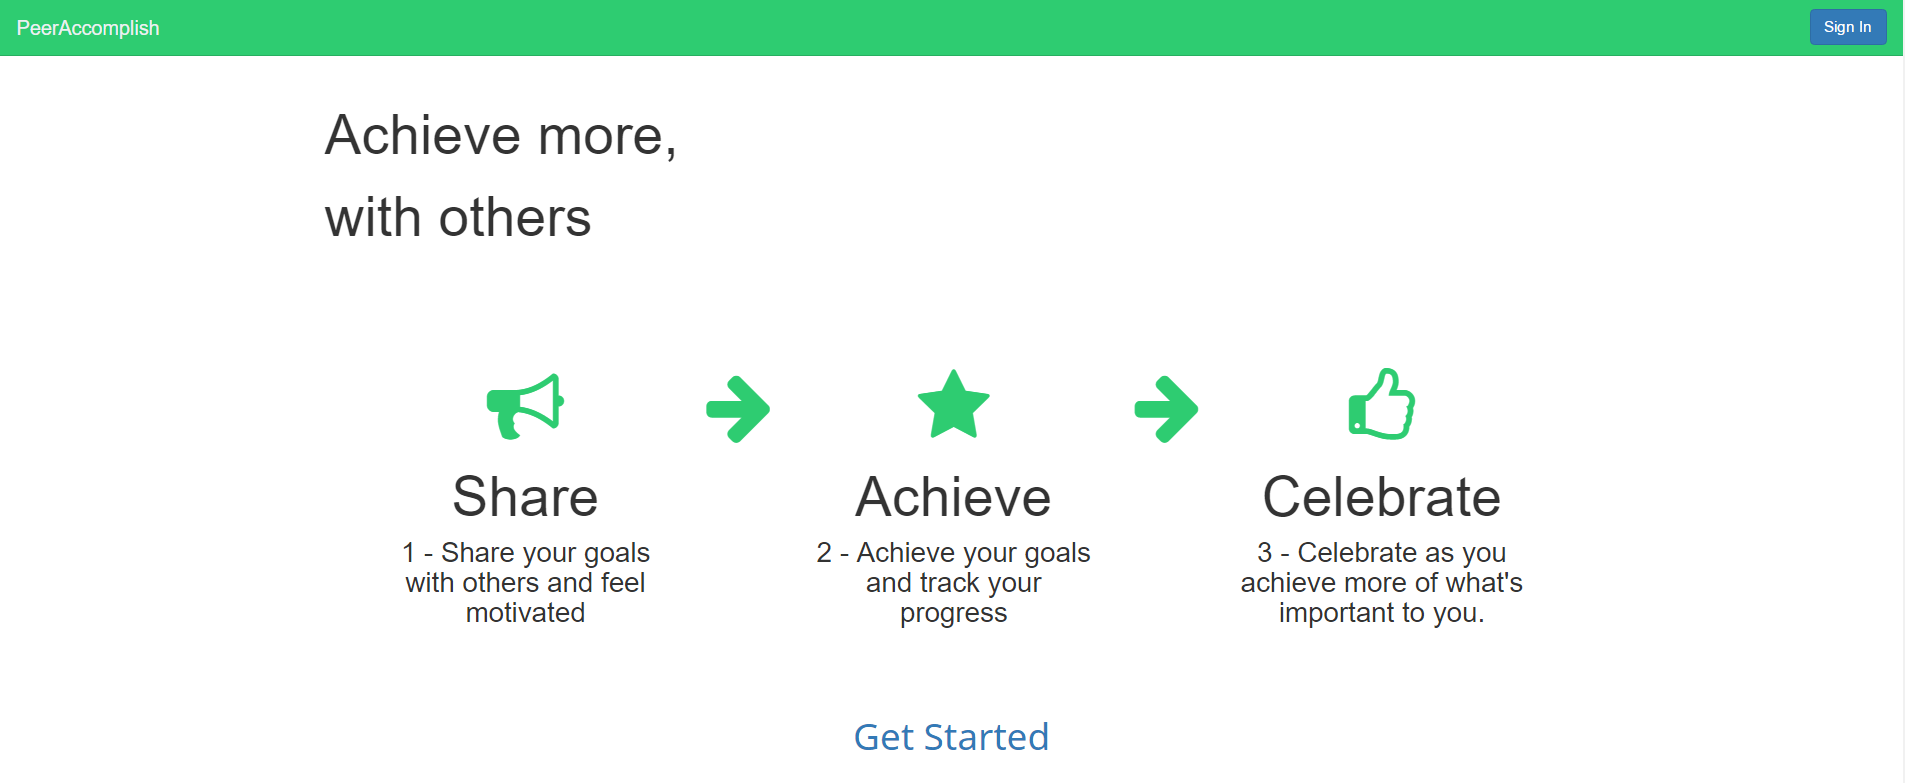 PeerAccomplish
Sign In
Achieve more,
with others
Share
1 - Share your goals
with others and feel
motivated
Achieve
2 - Achieve your goals
and track your
progress
Celebrate
3 - Celebrate as you
achieve more of what's
important to you.
Get Started